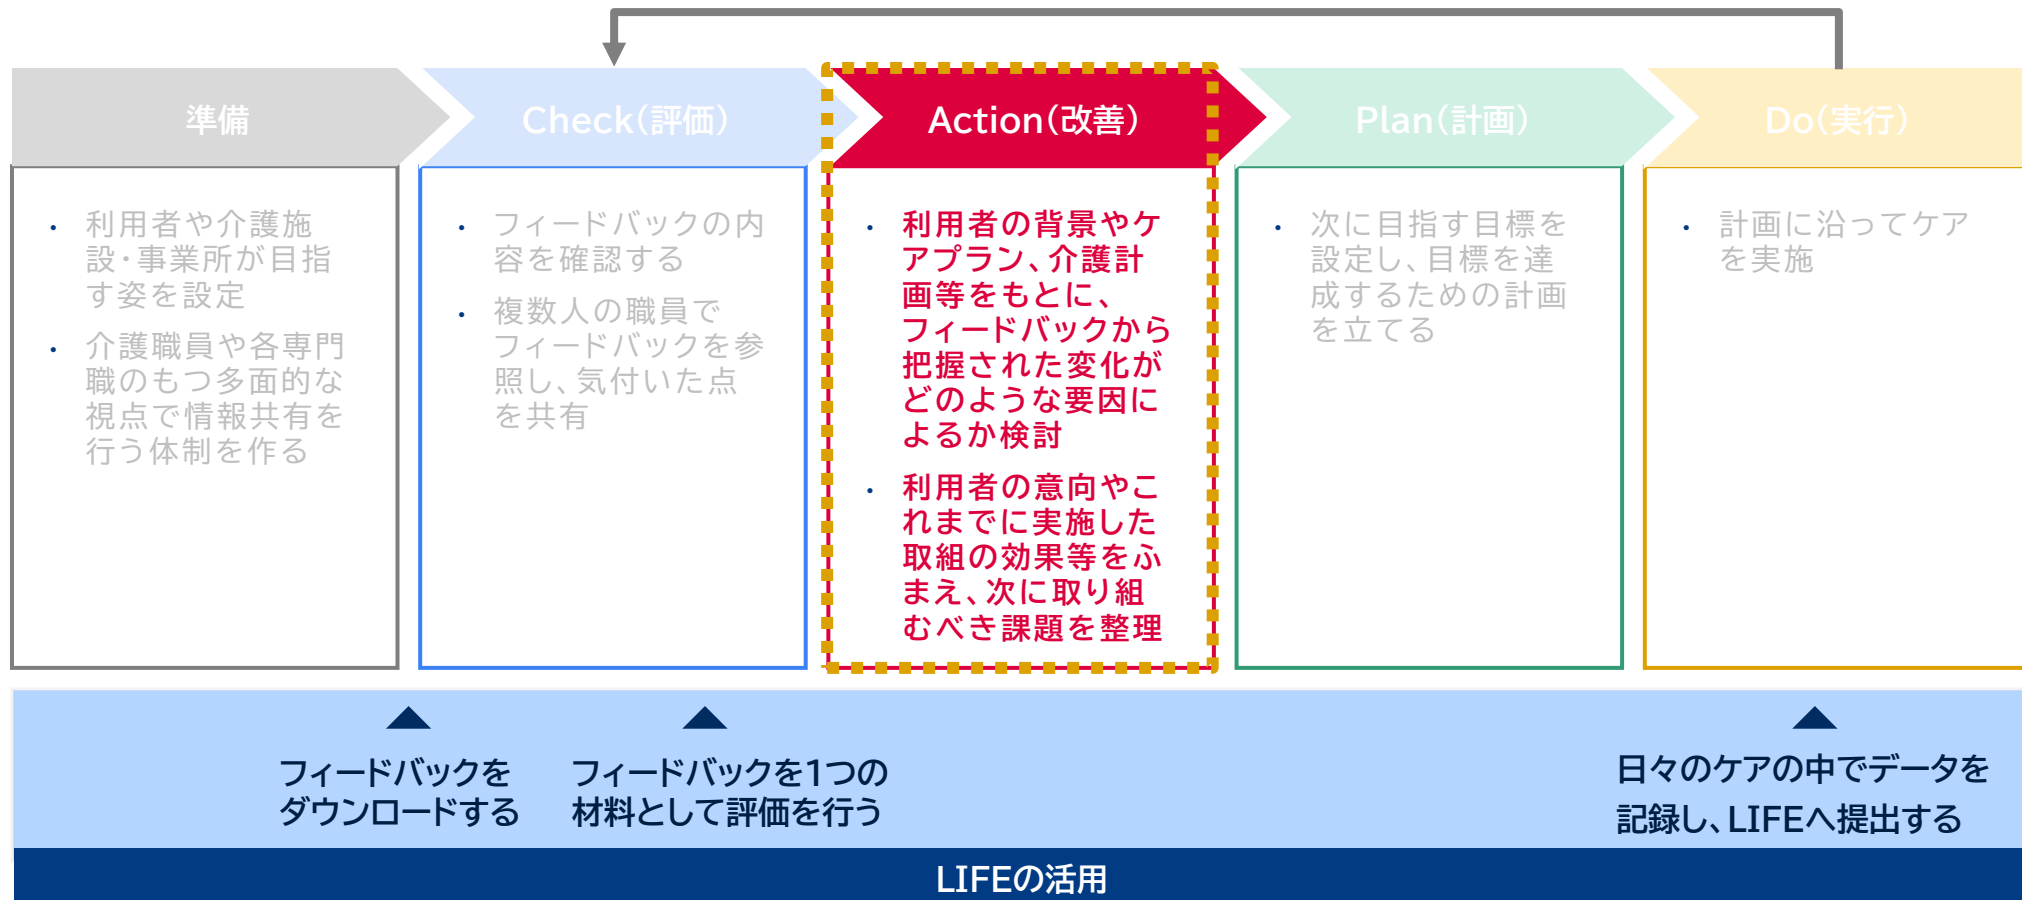 準備
Check(評価)
Action(改善)
Plan(計画)
Do(実行)
・ 利用者や介護施
設・事業所が目指
す姿を設定
・ 介護職員や各専門
職のもつ多面的な
視点で情報共有を
行う体制を作る
・ フィードバックの内
容を確認する
・ 複数人の職員で
フィードバックを参
照し、気付いた点
を共有
・ 利用者の背景やケ
アプラン、介護計
画等をもとに、
フィードバックから
把握された変化が
どのような要因に
よるか検討
・ 利用者の意向やこ
れまでに実施した
取組の効果等をふ
まえ、次に取り組
むべき課題を整理
・ 次に目指す目標を
設定し、目標を達
成するための計画
を立てる
・ 計画に沿ってケア
を実施
フィードバックを
ダウンロードする
フィードバックを1つの
材料として評価を行う
日々のケアの中でデータを
記録し、LIFEへ提出する
LIFEの活用